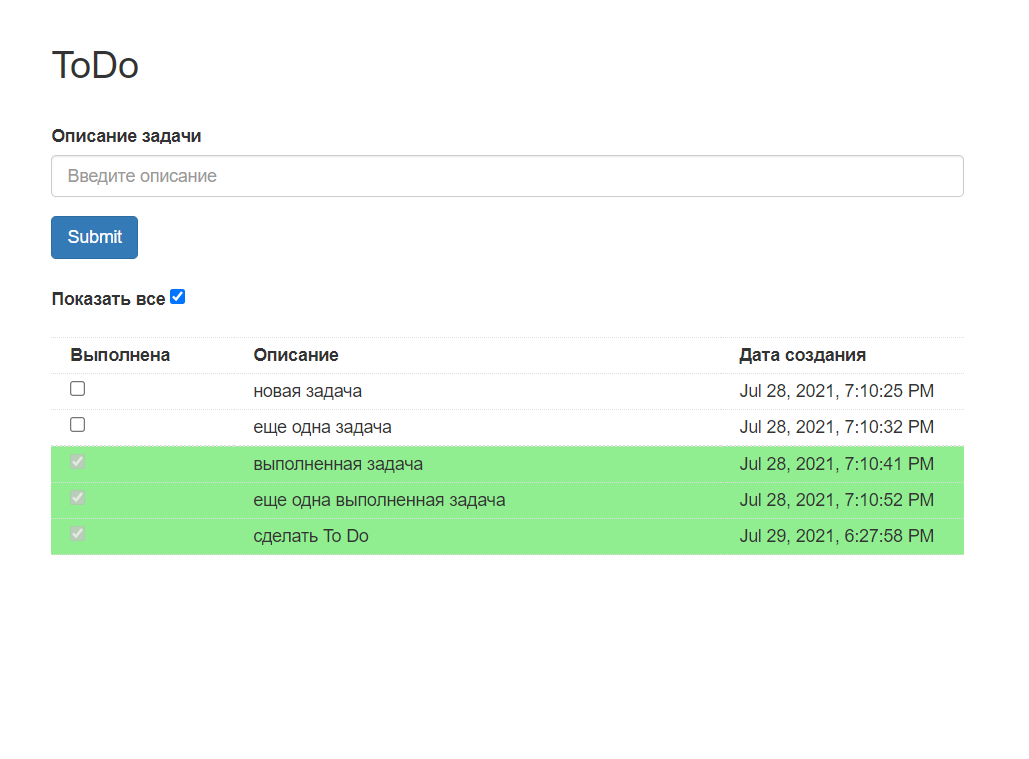 ToDo
Описание задачи
Введите описание
Submit
Показать все
Выполнена Описание Дата создания
новая задача Jul 28, 2021, 7:10:25 PM
еще одна задача Jul 28, 2021, 7:10:32 PM
выполненная задача Jul 28, 2021, 7:10:41 PM
еще одна выполненная задача Jul 28, 2021, 7:10:52 PM
сделать To Do Jul 29, 2021, 6:27:58 PM